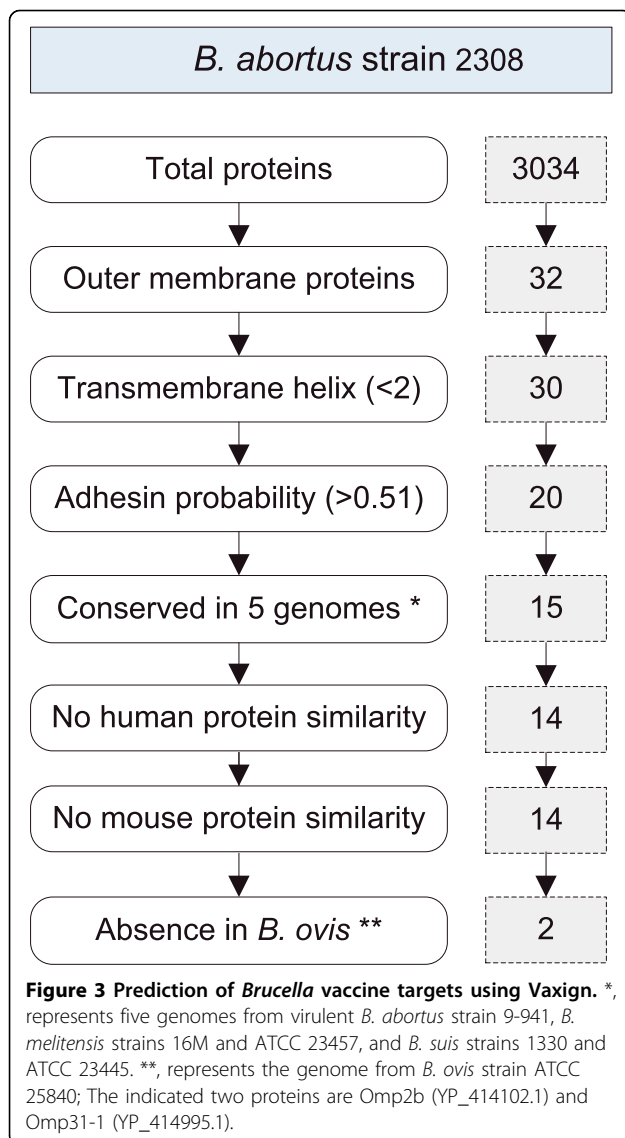 B. abortus strain 2308
Total proteins 3034
Outer membrane proteins 32
Transmembrane helix (<2) 30
Adhesin probability (>0.51) 20
Conserved in 5 genomes * 15
No human protein similarity 14
No mouse protein similarity 14
Absence in B. ovis ** 2
Figure 3 Prediction of Brucella vaccine targets using Vaxign. *,
represents five genomes from virulent B. abortus strain 9-941, B.
melitensis strains 16M and ATCC 23457, and B. suis strains 1330 and
ATCC 23445. **, represents the genome from B. ovis strain ATCC
25840; The indicated two proteins are Omp2b (YP_414102.1) and
Omp31-1 (YP_414995.1).